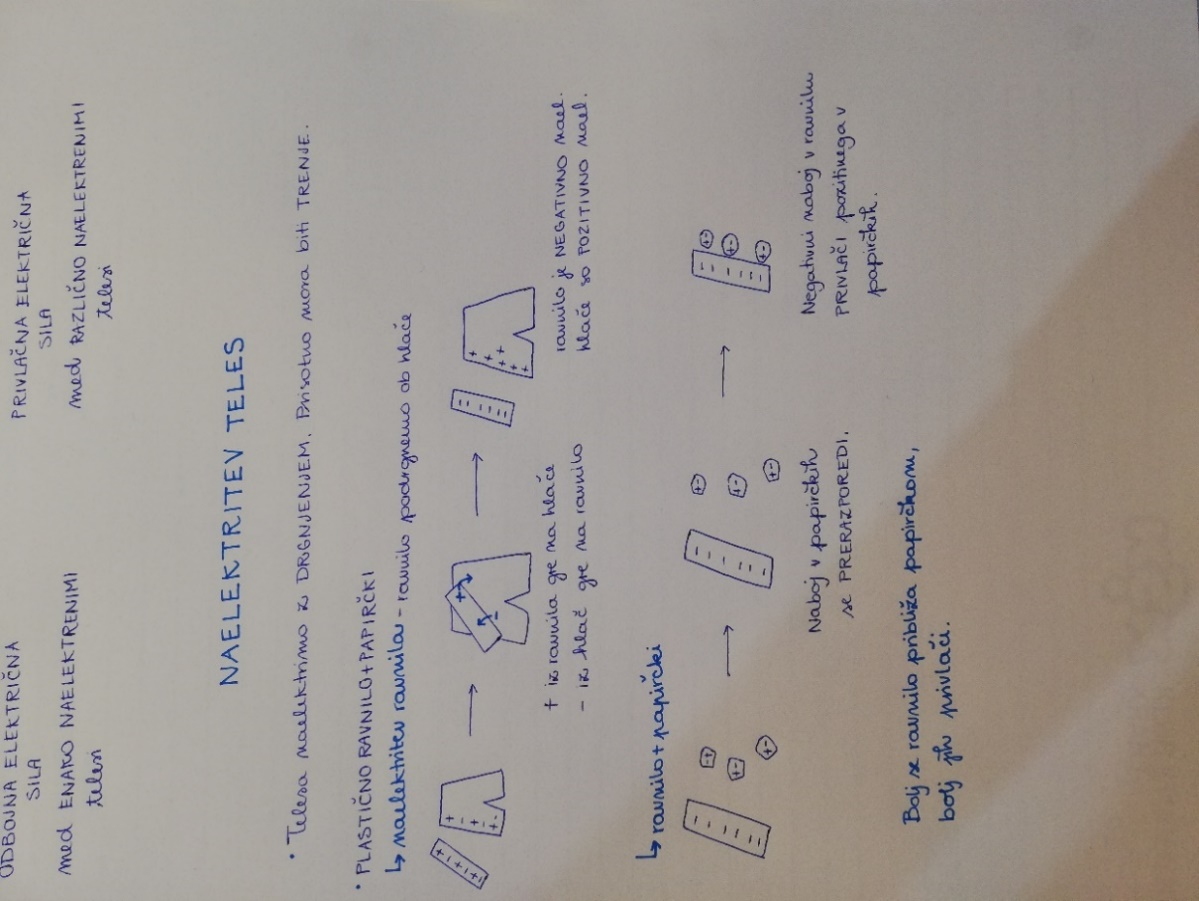 ODBOJNA ELEKTRIČNA
SILA
med ENAKO NAELEKTRENIMI
telesi
PRIVLAČNA ELEKTRIČNA
SILA
med RAZLIČNO NAELEKTRENIMI
telesi
NAELEKTRITEV TELES
• Telesa naelektrimo z DRGNJENJEM. Prisotno mora biti TRENJE.
• PLASTIČNO RAVNILO + PAPIRČKI
↳ naelektritev ravnila - ravnilo podrgnemo ob hlače
+ iz ravnila gre na hlače
- iz hlač gre na ravnilo
ravnilo je NEGATIVNO nael.
hlače so POZITIVNO nael.
↳ ravnilo + papirčki
Naboj v papirčkih
se PRERAZPOREDI.
Negativni naboj v ravnilu
PRIVLAČI pozitivnega v
papirčkih.
Bolj se ravnilo približa papirčkom,
bolj jih privlači.